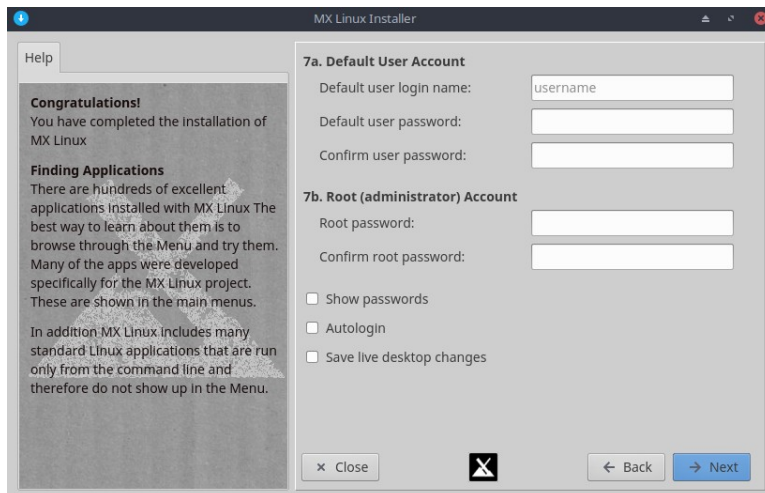 MX Linux Installer
Help
Congratulations!
You have completed the installation of
MX Linux
Finding Applications
There are hundreds of excellent
applications installed with MX Linux The
best way to learn about them is to
browse through the Menu and try them.
Many of the apps were developed
specifically for the MX Linux project.
These are shown in the main menus.
In addition MX Linux includes many
standard Linux applications that are run
only from the command line and
therefore do not show up in the Menu.
7a. Default User Account
Default user login name:
username
Default user password:
Confirm user password:
7b. Root (administrator) Account
Root password:
Confirm root password:
Show passwords
Autologin
Save live desktop changes
Close
Back
Next